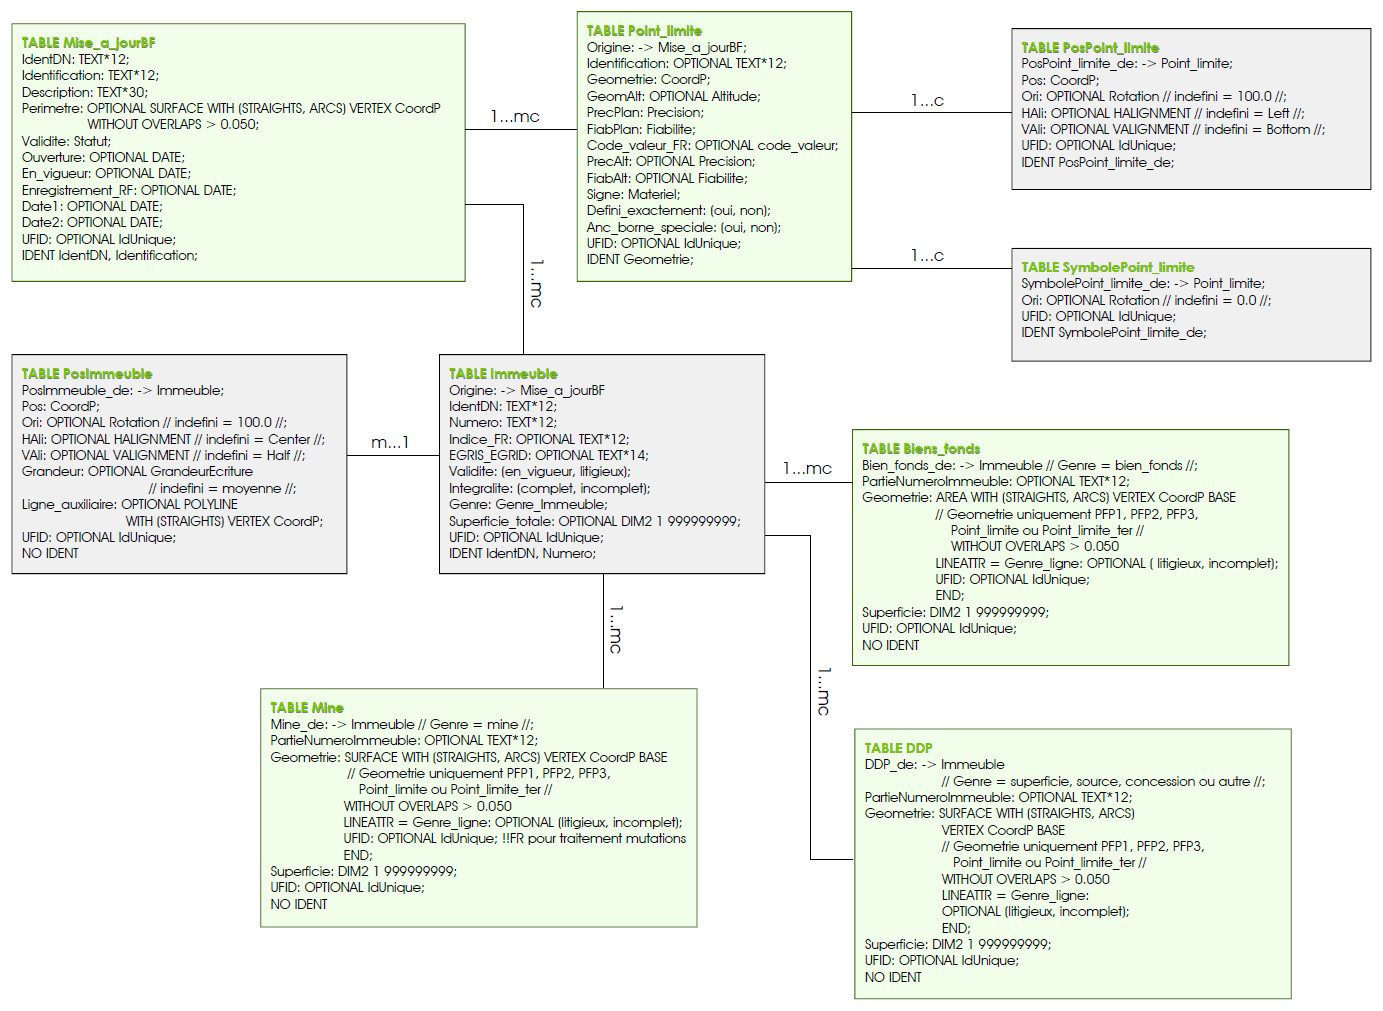 TABLE Mise_a_jourBF
IdentDN: TEXT*12;
Identification: TEXT*12;
Description: TEXT*30;
Perimetre: OPTIONAL SURFACE WITH (STRAIGHTS, ARCS) VERTEX CoordP
WITHOUT OVERLAPS > 0.050;
Validite: Statut;
Ouverture: OPTIONAL DATE;
En_vigueur: OPTIONAL DATE;
Enregistrement_RF: OPTIONAL DATE;
Date1: OPTIONAL DATE;
Date2: OPTIONAL DATE;
UFID: OPTIONAL IdUnique;
IDENT IdentDN, Identification;
1...mc
TABLE Point_limite
Origine: -> Mise_a_jourBF;
Identification: OPTIONAL TEXT*12;
Geometrie: CoordP;
GeomAlt: OPTIONAL Altitude;
PrecPlan: Precision;
FiabPlan: Fiabilite;
Code_valeur_FR: OPTIONAL code_valeur;
PrecAlt: OPTIONAL Precision;
FiabAlt: OPTIONAL Fiabilite;
Signe: Materiel;
Defini_exactement: (oui, non);
Anc_borne_speciale: (oui, non);
UFID: OPTIONAL IdUnique;
IDENT Geometrie;
1...c
TABLE PosPoint_limite
PosPoint_limite_de: -> Point_limite;
Pos: CoordP;
Ori: OPTIONAL Rotation // indefini = 100.0 //;
HAli: OPTIONAL HALIGNMENT // indefini = Left //;
VAli: OPTIONAL VALIGNMENT // indefini = Bottom //;
UFID: OPTIONAL IdUnique;
IDENT PosPoint_limite_de;
1...c
TABLE SymbolePoint_limite
SymbolePoint_limite_de: -> Point_limite;
Ori: OPTIONAL Rotation // indefini = 0.0 //;
UFID: OPTIONAL IdUnique;
IDENT SymbolePoint_limite_de;
1...mc
TABLE PosImmeuble
PosImmeuble_de: -> Immeuble;
Pos: CoordP;
Ori: OPTIONAL Rotation // indefini = 100.0 //;
HAli: OPTIONAL HALIGNMENT // indefini = Center //;
VAli: OPTIONAL VALIGNMENT // indefini = Half //;
Grandeur: OPTIONAL GrandeurEcriture
// indefini = moyenne //;
Ligne_auxiliaire: OPTIONAL POLYLINE
WITH (STRAIGHTS) VERTEX CoordP;
UFID: OPTIONAL IdUnique;
NO IDENT
m...1
TABLE Immeuble
Origine: -> Mise_a_jourBF
IdentDN: TEXT*12;
Numero: TEXT*12;
Indice_FR: OPTIONAL TEXT*12;
EGRIS_EGRID: OPTIONAL TEXT*14;
Validite: (en_vigueur, litigieux);
Integralite: (complet, incomplet);
Genre: Genre_Immeuble;
Superficie_totale: OPTIONAL DIM2 1 999999999;
UFID: OPTIONAL IdUnique;
IDENT IdentDN, Numero;
1...mc
TABLE Biens_fonds
Bien_fonds_de: -> Immeuble // Genre = bien_fonds //;
PartieNumeroImmeuble: OPTIONAL TEXT*12;
Geometrie: AREA WITH (STRAIGHTS, ARCS) VERTEX CoordP BASE
// Geometrie uniquement PFP1, PFP2, PFP3,
Point_limite ou Point_limite_ter //
WITHOUT OVERLAPS > 0.050
LINEATTR = Genre_ligne: OPTIONAL ( litigieux, incomplet);
UFID: OPTIONAL IdUnique;
END;
Superficie: DIM2 1 999999999;
UFID: OPTIONAL IdUnique;
NO IDENT
1...mc
1...mc
TABLE Mine
Mine_de: -> Immeuble // Genre = mine //;
PartieNumeroImmeuble: OPTIONAL TEXT*12;
Geometrie: SURFACE WITH (STRAIGHTS, ARCS) VERTEX CoordP BASE
// Geometrie uniquement PFP1, PFP2, PFP3,
Point_limite ou Point_limite_ter //
WITHOUT OVERLAPS > 0.050
LINEATTR = Genre_ligne: OPTIONAL (litigieux, incomplet);
UFID: OPTIONAL IdUnique; !!FR pour traitement mutations
END;
Superficie: DIM2 1 999999999;
UFID: OPTIONAL IdUnique;
NO IDENT
TABLE DDP
DDP_de: -> Immeuble
// Genre = superficie, source, concession ou autre //;
PartieNumeroImmeuble: OPTIONAL TEXT*12;
Geometrie: SURFACE WITH (STRAIGHTS, ARCS)
VERTEX CoordP BASE
// Geometrie uniquement PFP1, PFP2, PFP3,
Point_limite ou Point_limite_ter //
WITHOUT OVERLAPS > 0.050
LINEATTR = Genre_ligne:
OPTIONAL (litigieux, incomplet);
END;
Superficie: DIM2 1 999999999;
UFID: OPTIONAL IdUnique;
NO IDENT